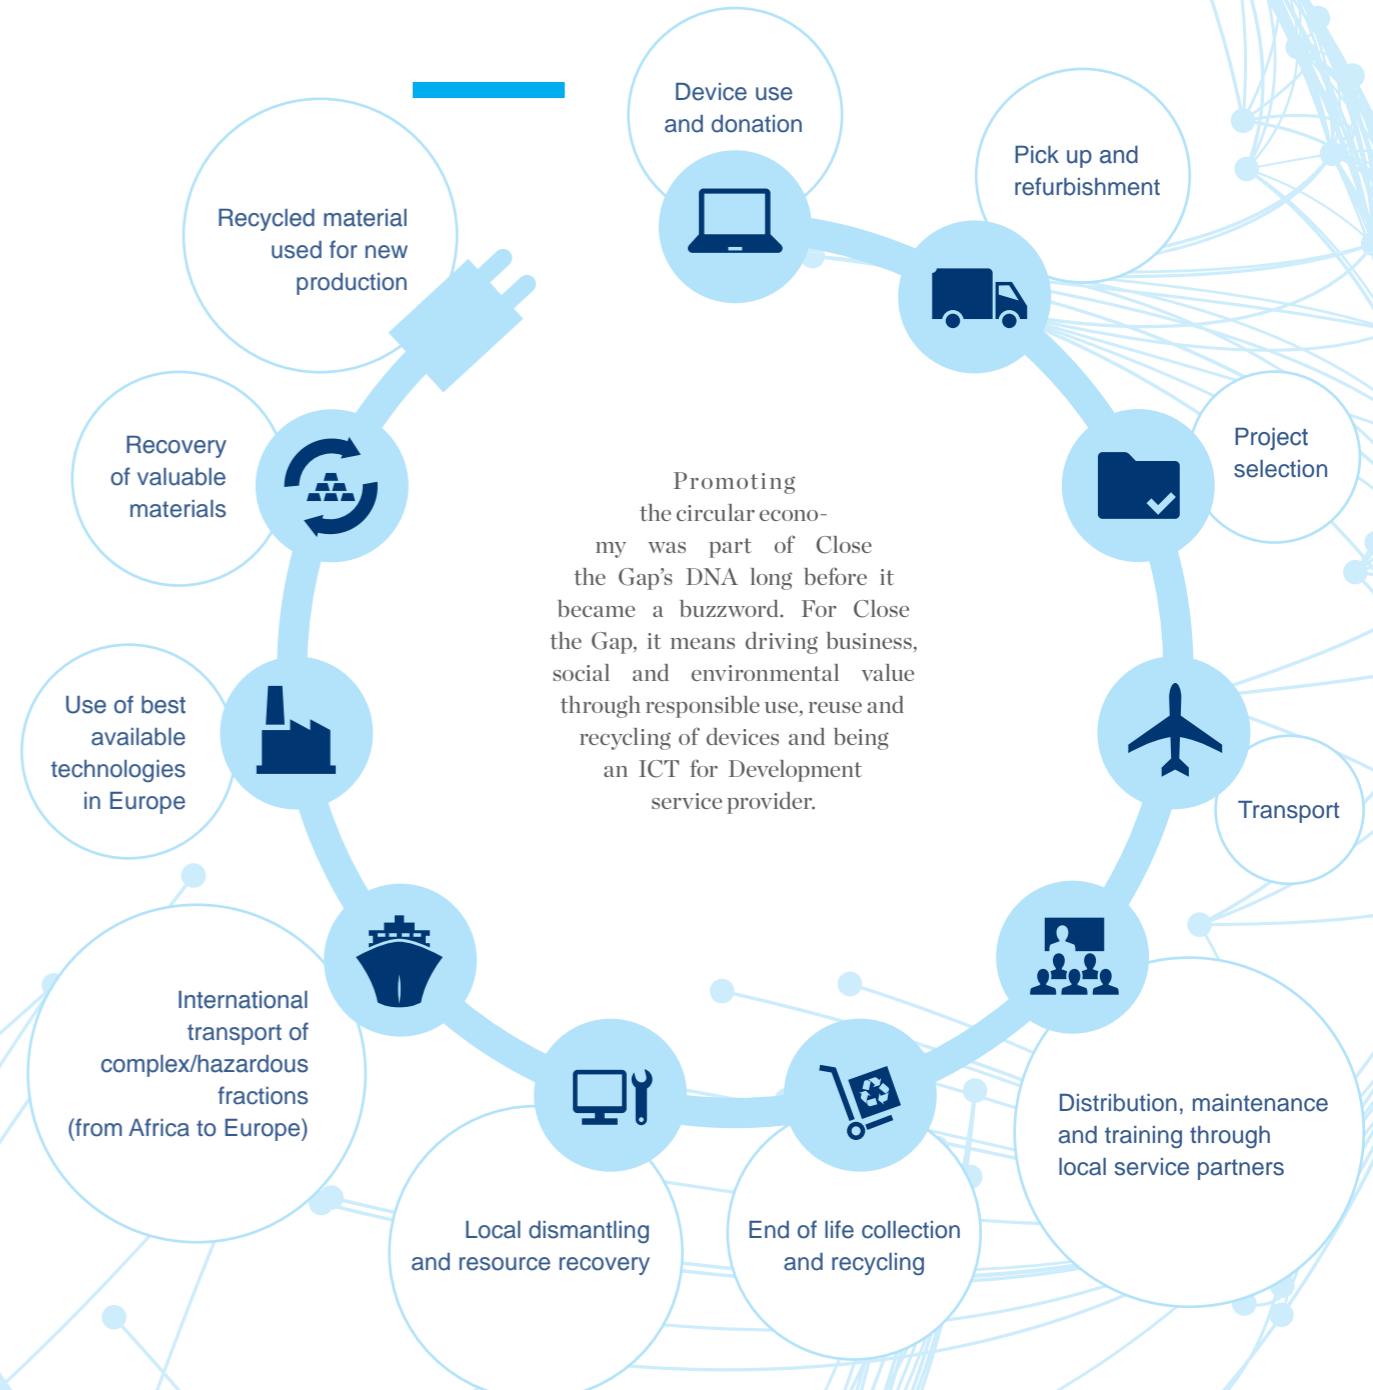 Device use
and donation
Pick up and
refurbishment
Project
selection
Transport
Distribution, maintenance
and training through
local service partners
End of life collection
and recycling
Local dismantling
and resource recovery
International
transport of
complex/hazardous
fractions
(from Africa to Europe)
Use of best
available
technologies
in Europe
Recovery
of valuable
materials
Recycled material
used for new
production
Promoting
the circular econo-
my was part of Close
the Gap’s DNA long before it
became a buzzword. For Close
the Gap, it means driving business,
social and environmental value
through responsible use, reuse and
recycling of devices and being
an ICT for Development
service provider.